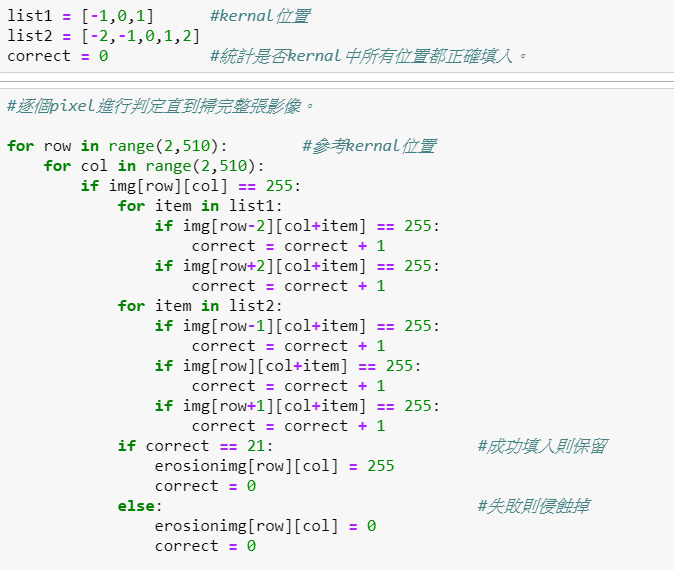 list1 = [-1,0,1]      #kernal位置
list2 = [-2,-1,0,1,2]
correct = 0           #統計是否kernal中所有位置都正確填入。
#逐個pixel進行判定直到掃完整張影像。
for row in range(2,510):        #參考kernal位置
    for col in range(2,510):
        if img[row][col] == 255:
            for item in list1:
                if img[row-2][col+item] == 255:
                    correct = correct + 1
                if img[row+2][col+item] == 255:
                    correct = correct + 1
            for item in list2:
                if img[row-1][col+item] == 255:
                    correct = correct + 1
                if img[row][col+item] == 255:
                    correct = correct + 1
                if img[row+1][col+item] == 255:
                    correct = correct + 1
            if correct == 21:                      #成功填入則保留
                erosionimg[row][col] = 255
                correct = 0
            else:                                  #失敗則侵蝕掉
                erosionimg[row][col] = 0
                correct = 0